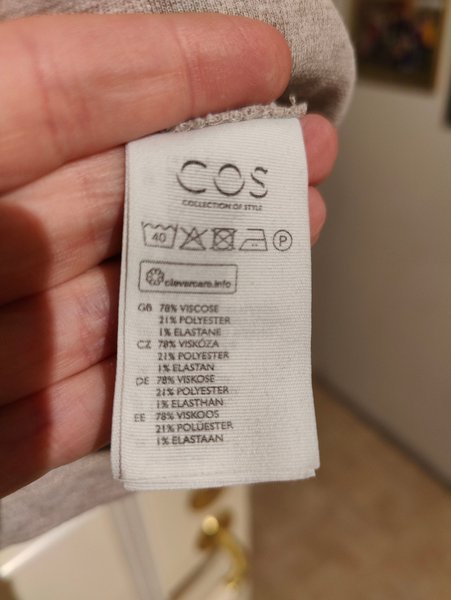 COS
COLLECTION OF STYLE
40 P
clevercare.info
GB 78% VISCOSE
21% POLYESTER
1% ELASTANE
CZ 78% VISKÓZA
21% POLYESTER
1% ELASTAN
DE 78% VISKOSE
21% POLYESTER
1% ELASTHAN
EE 78% VISKOOS
21% POLÜESTER
1% ELASTAAN